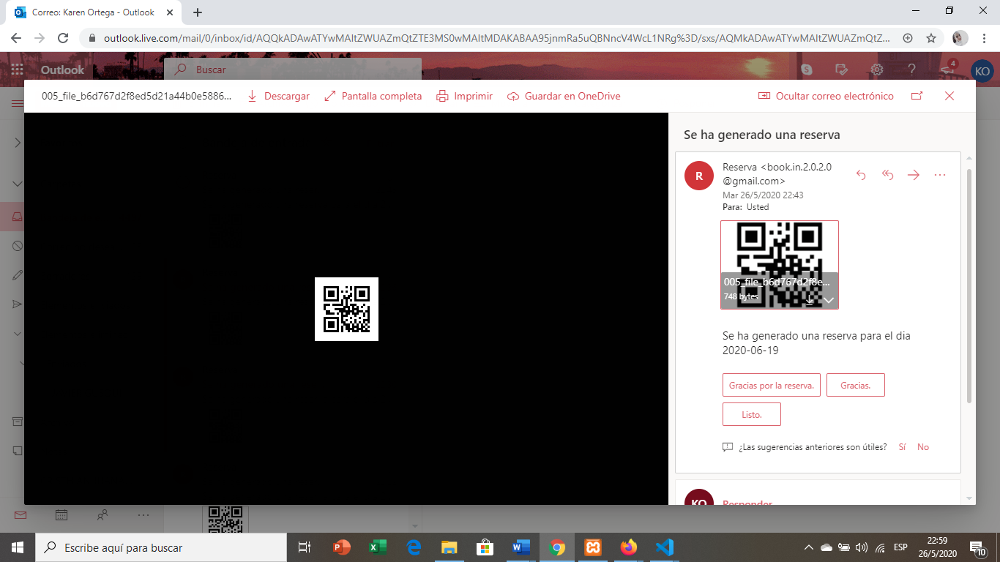 Correo: Karen Ortega - Outlook
outlook.live.com/mail/0/inbox/id/AQQkADAwATYwMAItZWUAZmQtZTE3MS0wMAItMDAKABAA95jnmRa5uQBNncV4WcL1NRg%3D/sxs/AQMkADAwATYwMAItZWUAZmQtZ...
Outlook
Buscar
4
KO
005_file_b6d767d2f8ed5d21a44b0e5886...
Descargar
Pantalla completa
Imprimir
Guardar en OneDrive
Ocultar correo electrónico
Se ha generado una reserva
R
Reserva <book.in.2.0.2.0
@gmail.com>
Mar 26/5/2020 22:43
Para: Usted
005_file_b6d767d2f8e...
748 bytes
Se ha generado una reserva para el dia
2020-06-19
Gracias por la reserva.
Gracias.
Listo.
¿Las sugerencias anteriores son útiles? Sí No
KO
Responder
Escribe aquí para buscar
ESP
22:59
26/5/2020
10